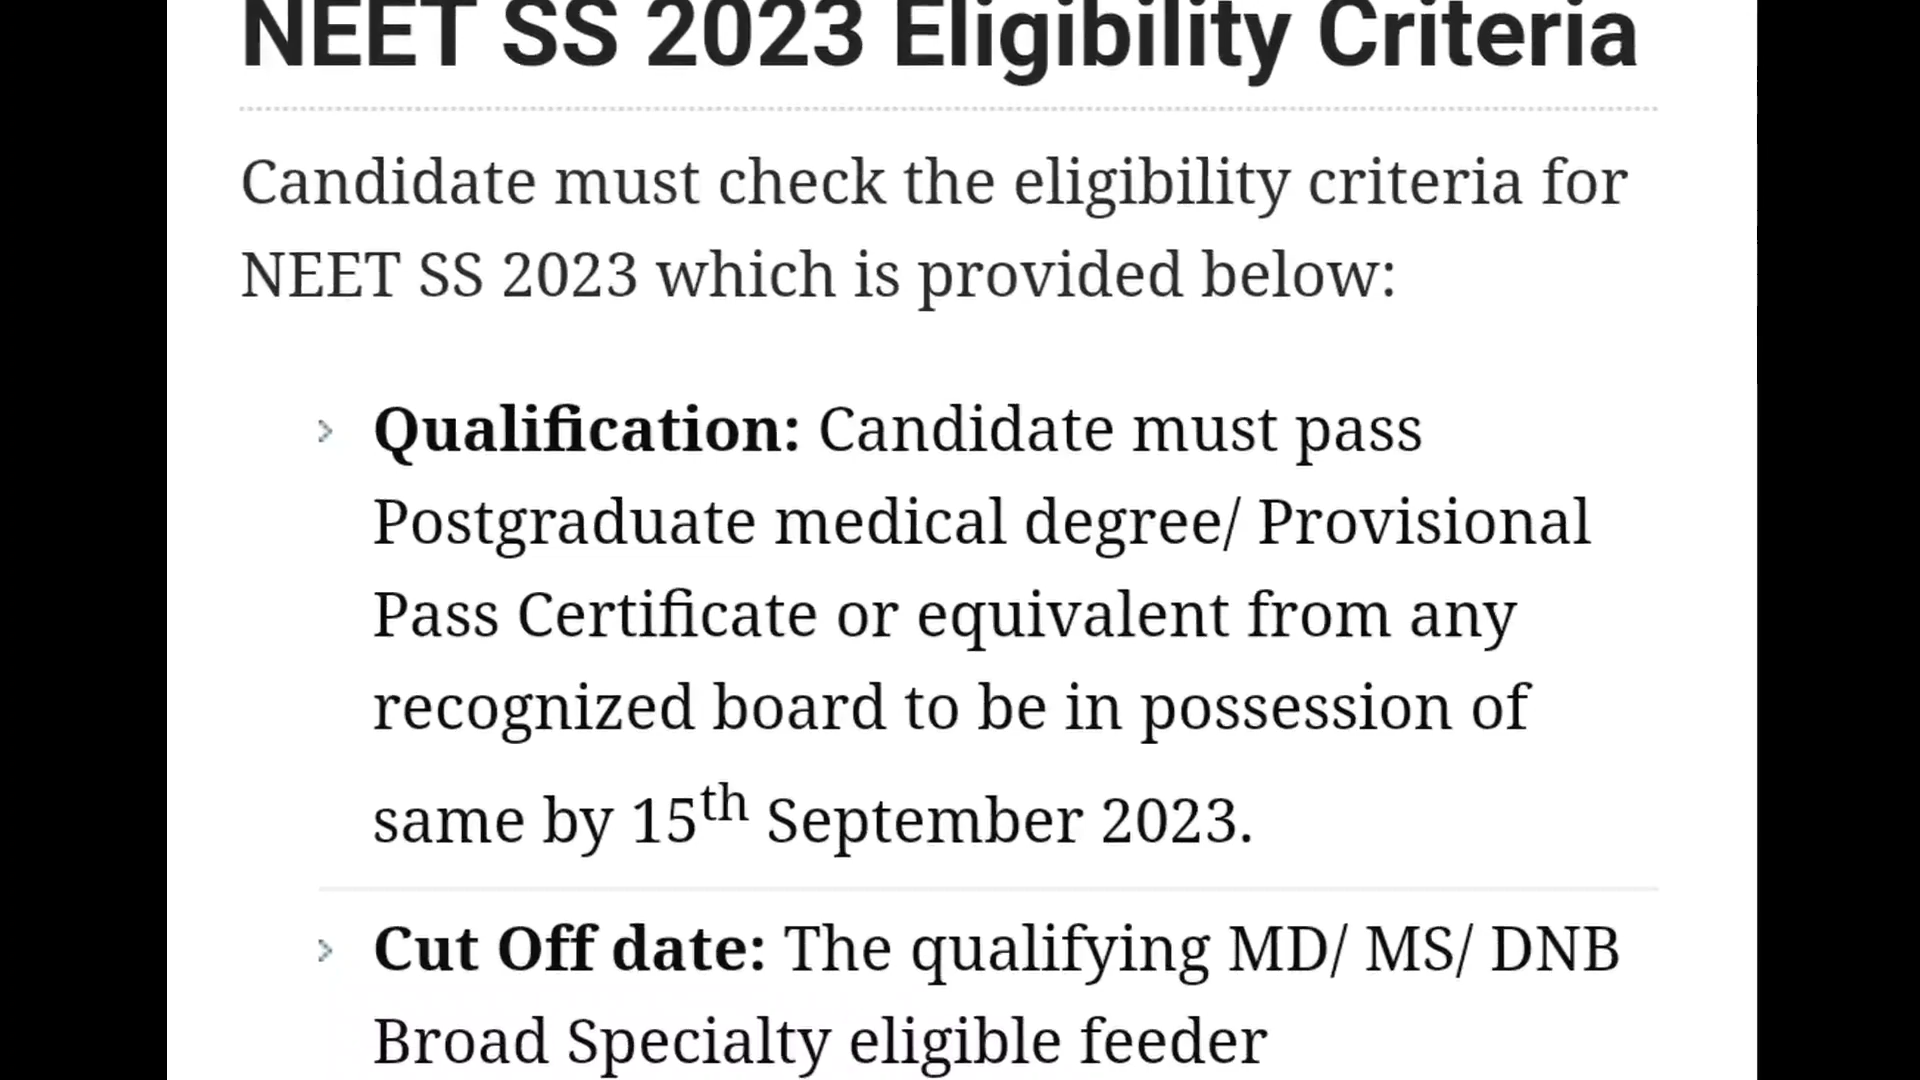 NEET SS 2023 Eligibility Criteria
Candidate must check the eligibility criteria for
NEET SS 2023 which is provided below:
Qualification: Candidate must pass
Postgraduate medical degree/ Provisional
Pass Certificate or equivalent from any
recognized board to be in possession of
same by 15th September 2023.
Cut Off date: The qualifying MD/ MS/ DNB
Broad Specialty eligible feeder